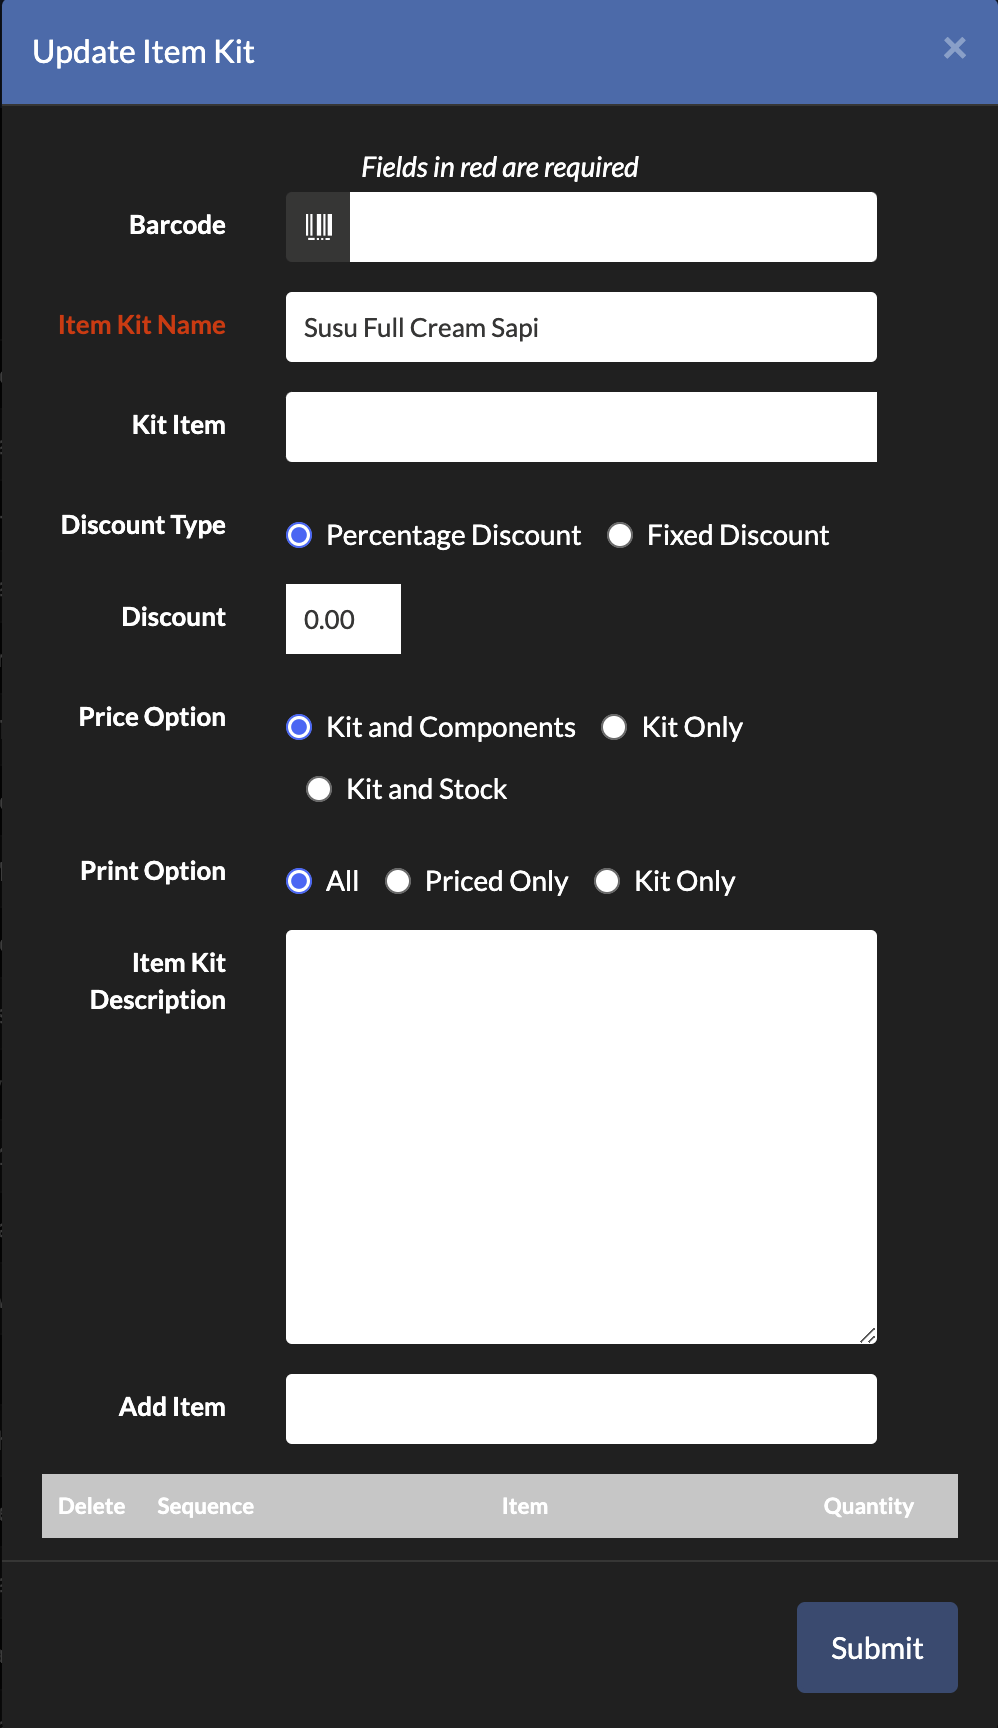 Update Item Kit
×
Fields in red are required
Barcode
Item Kit Name
Susu Full Cream Sapi
Kit Item
Discount Type
Percentage Discount Fixed Discount
Discount
0.00
Price Option
Kit and Components Kit Only
Kit and Stock
Print Option
All Priced Only Kit Only
Item Kit
Description
Add Item
Delete Sequence Item Quantity
Submit